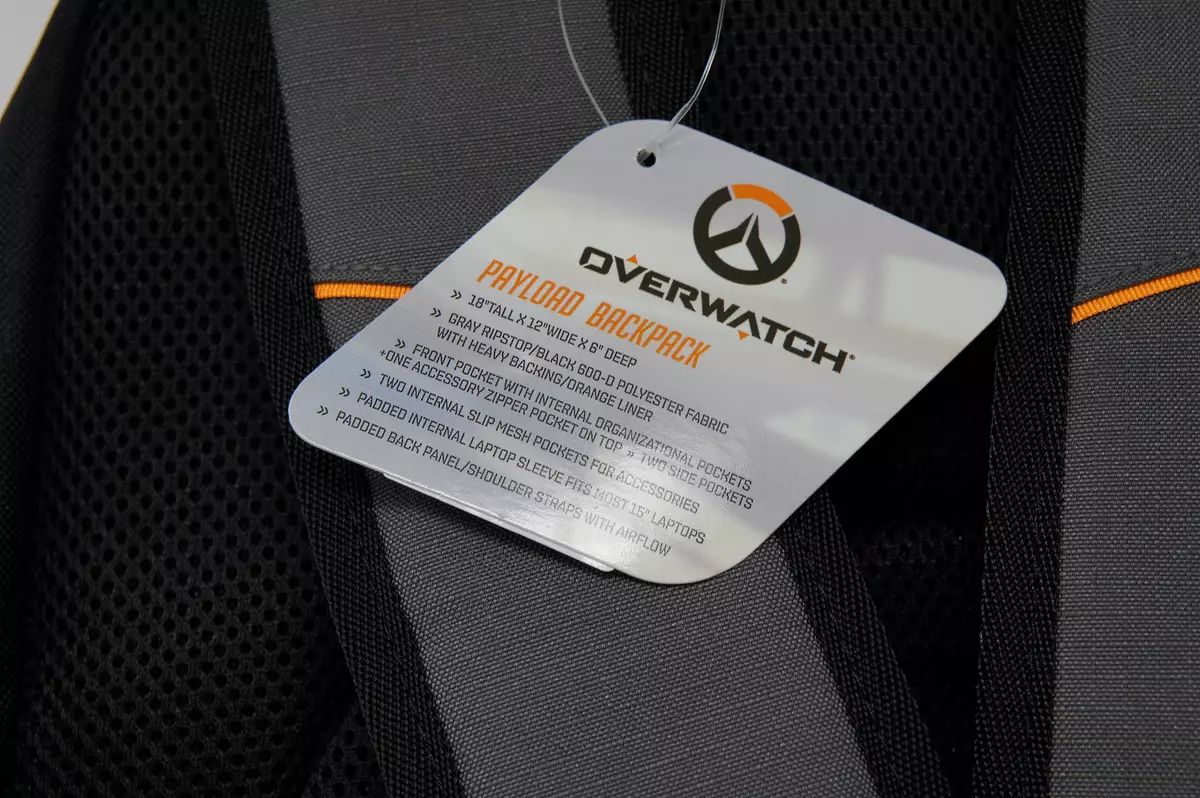 OVERWATCH®
PAYLOAD BACKPACK
» 18"TALL X 12"WIDE X 6" DEEP
» GRAY RIPSTOP/BLACK 600-D POLYESTER FABRIC
WITH HEAVY BACKING/ORANGE LINER
» FRONT POCKET WITH INTERNAL ORGANIZATIONAL POCKETS
+ONE ACCESSORY ZIPPER POCKET ON TOP » TWO SIDE POCKETS
» TWO INTERNAL SLIP MESH POCKETS FOR ACCESSORIES
» PADDED INTERNAL LAPTOP SLEEVE FITS MOST 15" LAPTOPS
» PADDED BACK PANEL/SHOULDER STRAPS WITH AIRFLOW